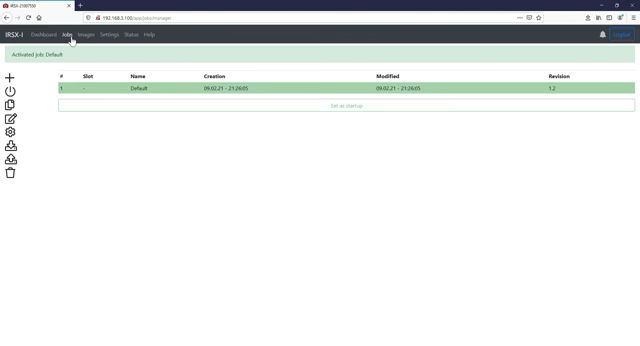 IRSX-21007500
192.168.3.100/apps/jobs/manager
IRSX-I Dashboard Jobs Images Settings Status Help Logout
Activated job: Default
# Slot Name Creation Modified Revision
1 - Default 09.02.21 - 21:26:05 09.02.21 - 21:26:05 1.2
Set as startup